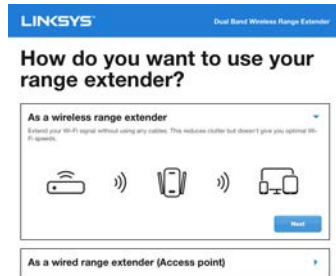 LINKSYS
Dual Band Wireless Range Extender
How do you want to use your
range extender?
As a wireless range extender
Extend your Wi-Fi signal without using any cables. This reduces clutter but doesn't give you optimal Wi-
Fi speeds.
Next
As a wired range extender (Access point)